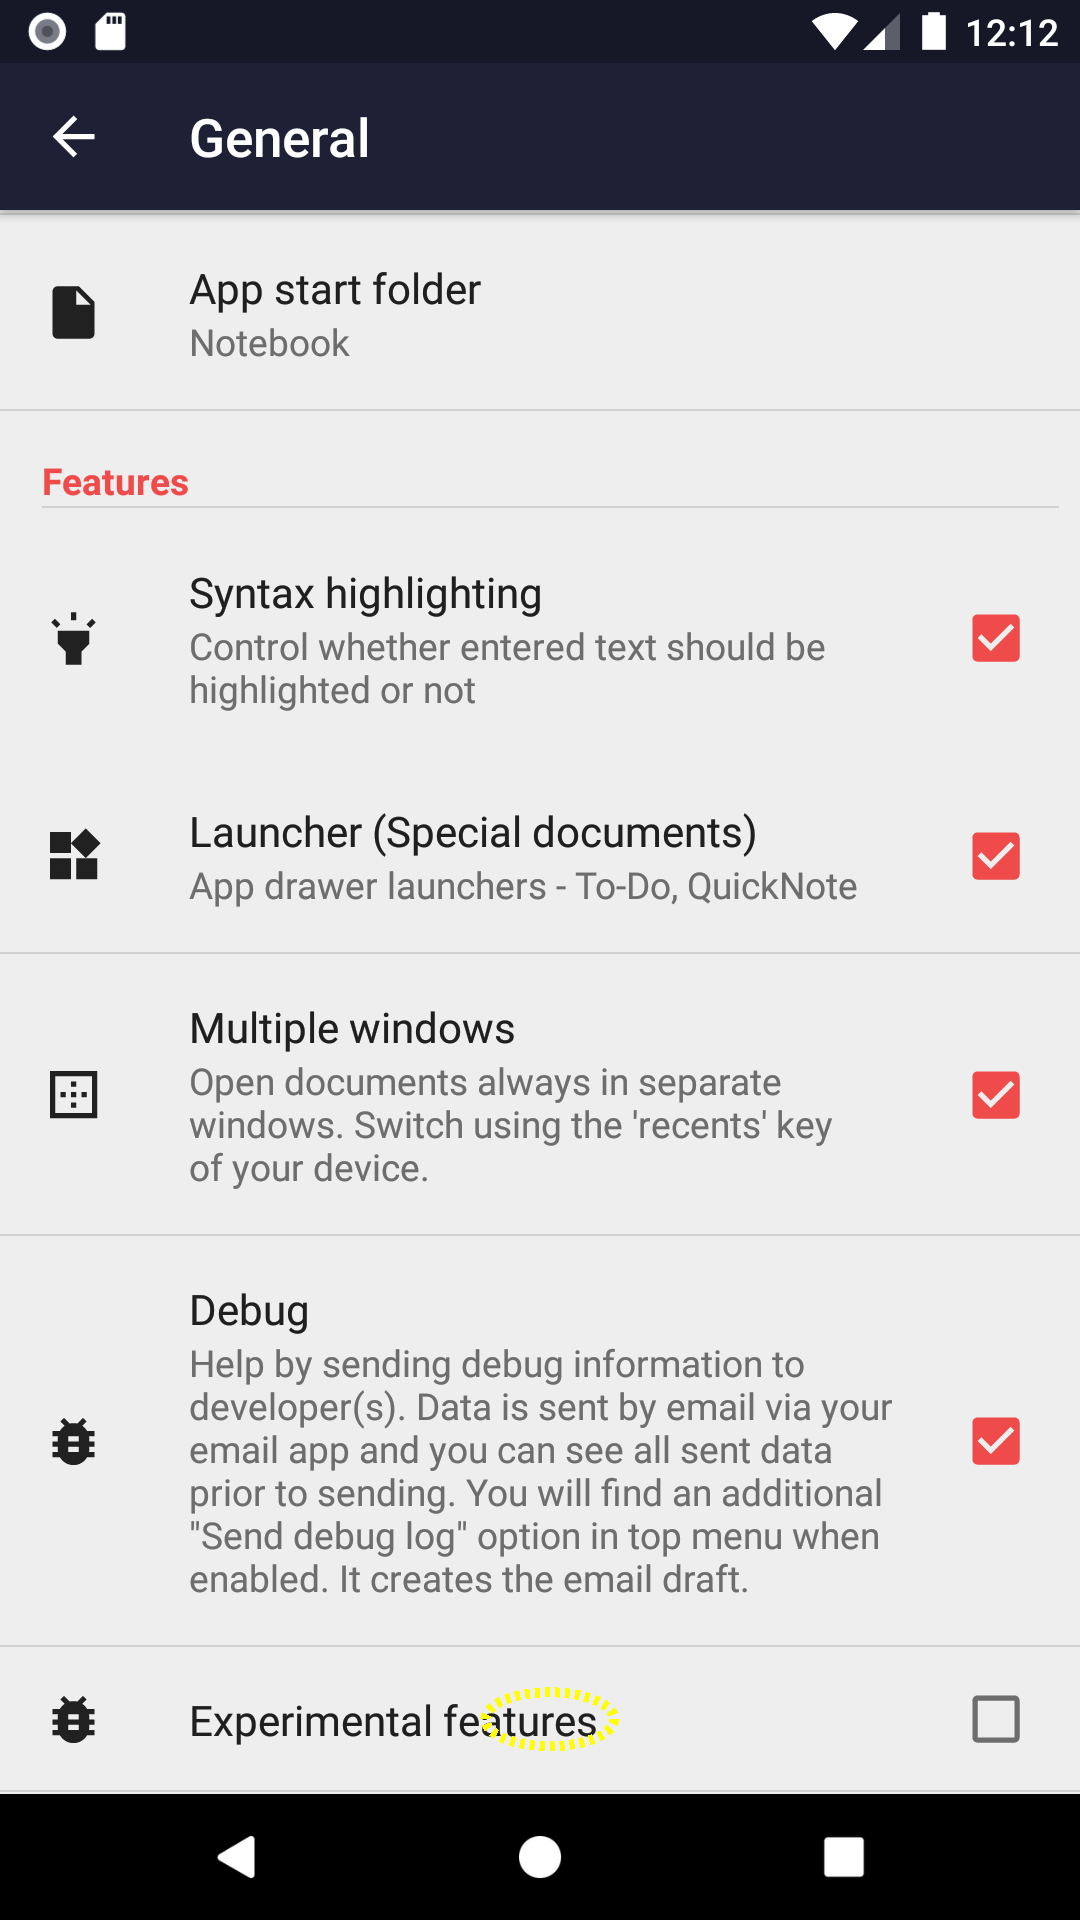 12:12
General
App start folder
Notebook
Features
Syntax highlighting
Control whether entered text should be
highlighted or not
Launcher (Special documents)
App drawer launchers - To-Do, QuickNote
Multiple windows
Open documents always in separate
windows. Switch using the 'recents' key
of your device.
Debug
Help by sending debug information to
developer(s). Data is sent by email via your
email app and you can see all sent data
prior to sending. You will find an additional
"Send debug log" option in top menu when
enabled. It creates the email draft.
Experimental features